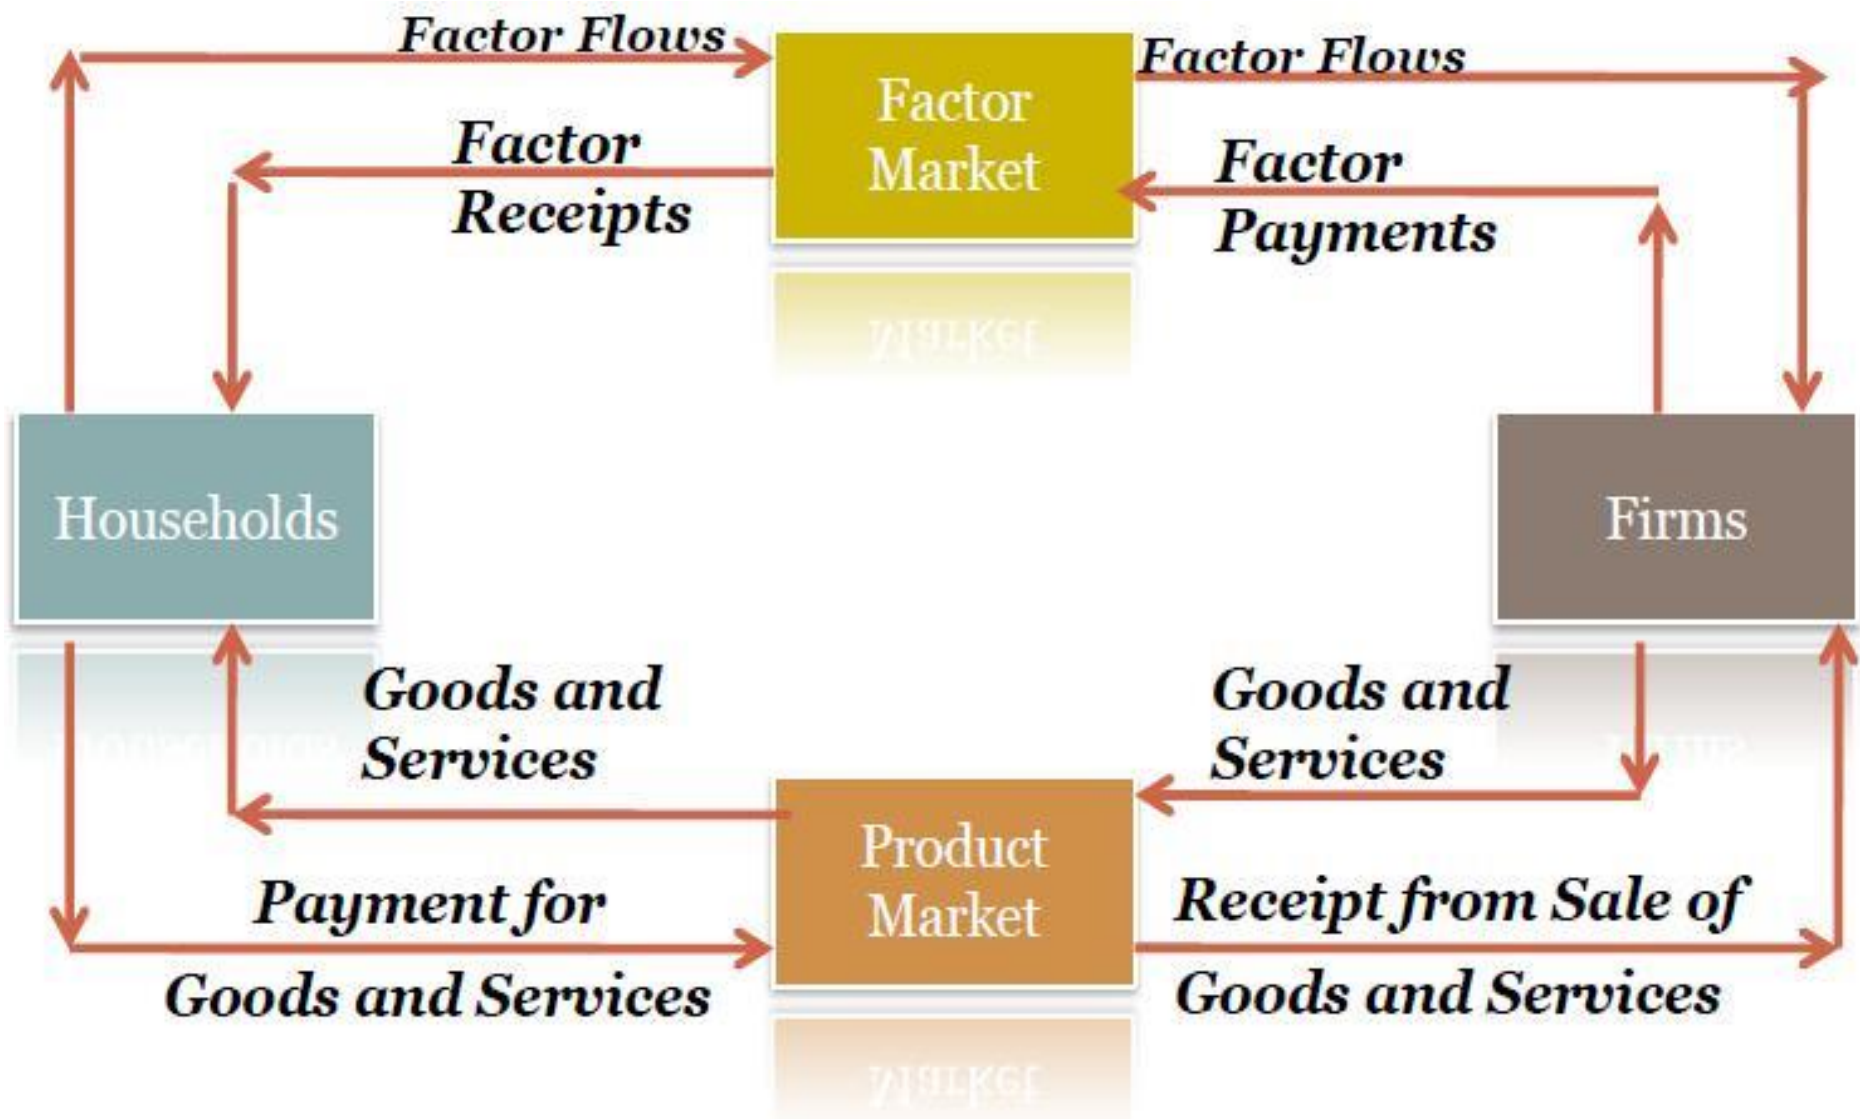 Factor Flows
Factor Flows
Factor
Market
Factor
Receipts
Factor
Payments
Households
Firms
Goods and
Services
Goods and
Services
Product
Market
Payment for
Goods and Services
Receipt from Sale of
Goods and Services